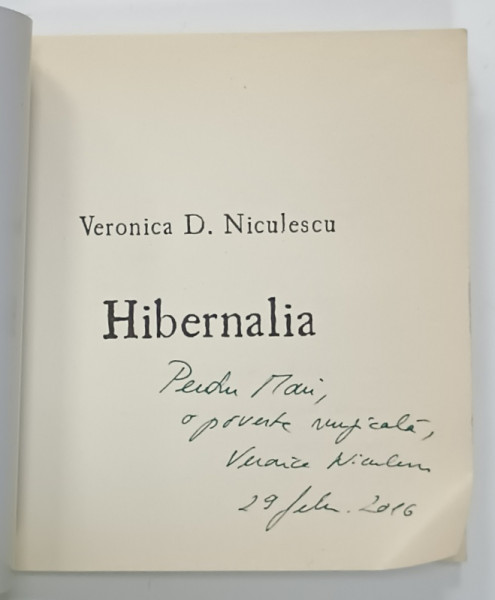 Veronica D. Niculescu
Hibernalia
Pentru Mari,
o poveste muzicală,
Veronica Niculescu
29 febr. 2016